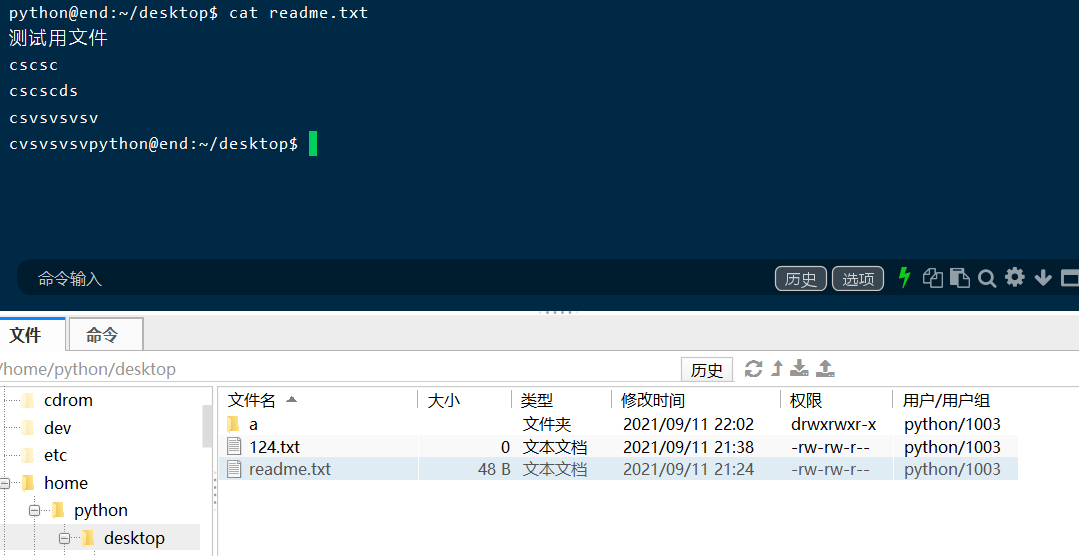 python@end:~/desktop$ cat readme.txt
测试用文件
cscsc
cscscds
csvsvsvsv
cvsvsvsvpython@end:~/desktop$
命令输入 历史 选项
文件 命令
/home/python/desktop 历史
cdrom
dev
etc
home
python
desktop
文件名 大小 类型 修改时间 权限 用户/用户组
a 文件夹 2021/09/11 22:02 drwxrwxr-x python/1003
124.txt 0 文本文档 2021/09/11 21:38 -rw-rw-r-- python/1003
readme.txt 48 B 文本文档 2021/09/11 21:24 -rw-rw-r-- python/1003